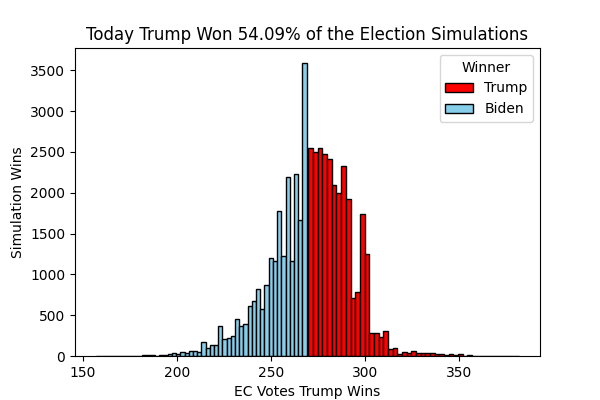 Today Trump Won 54.09% of the Election Simulations
Winner
Trump
Biden
Simulation Wins
3500
3000
2500
2000
1500
1000
500
0
150
200
250
300
350
EC Votes Trump Wins